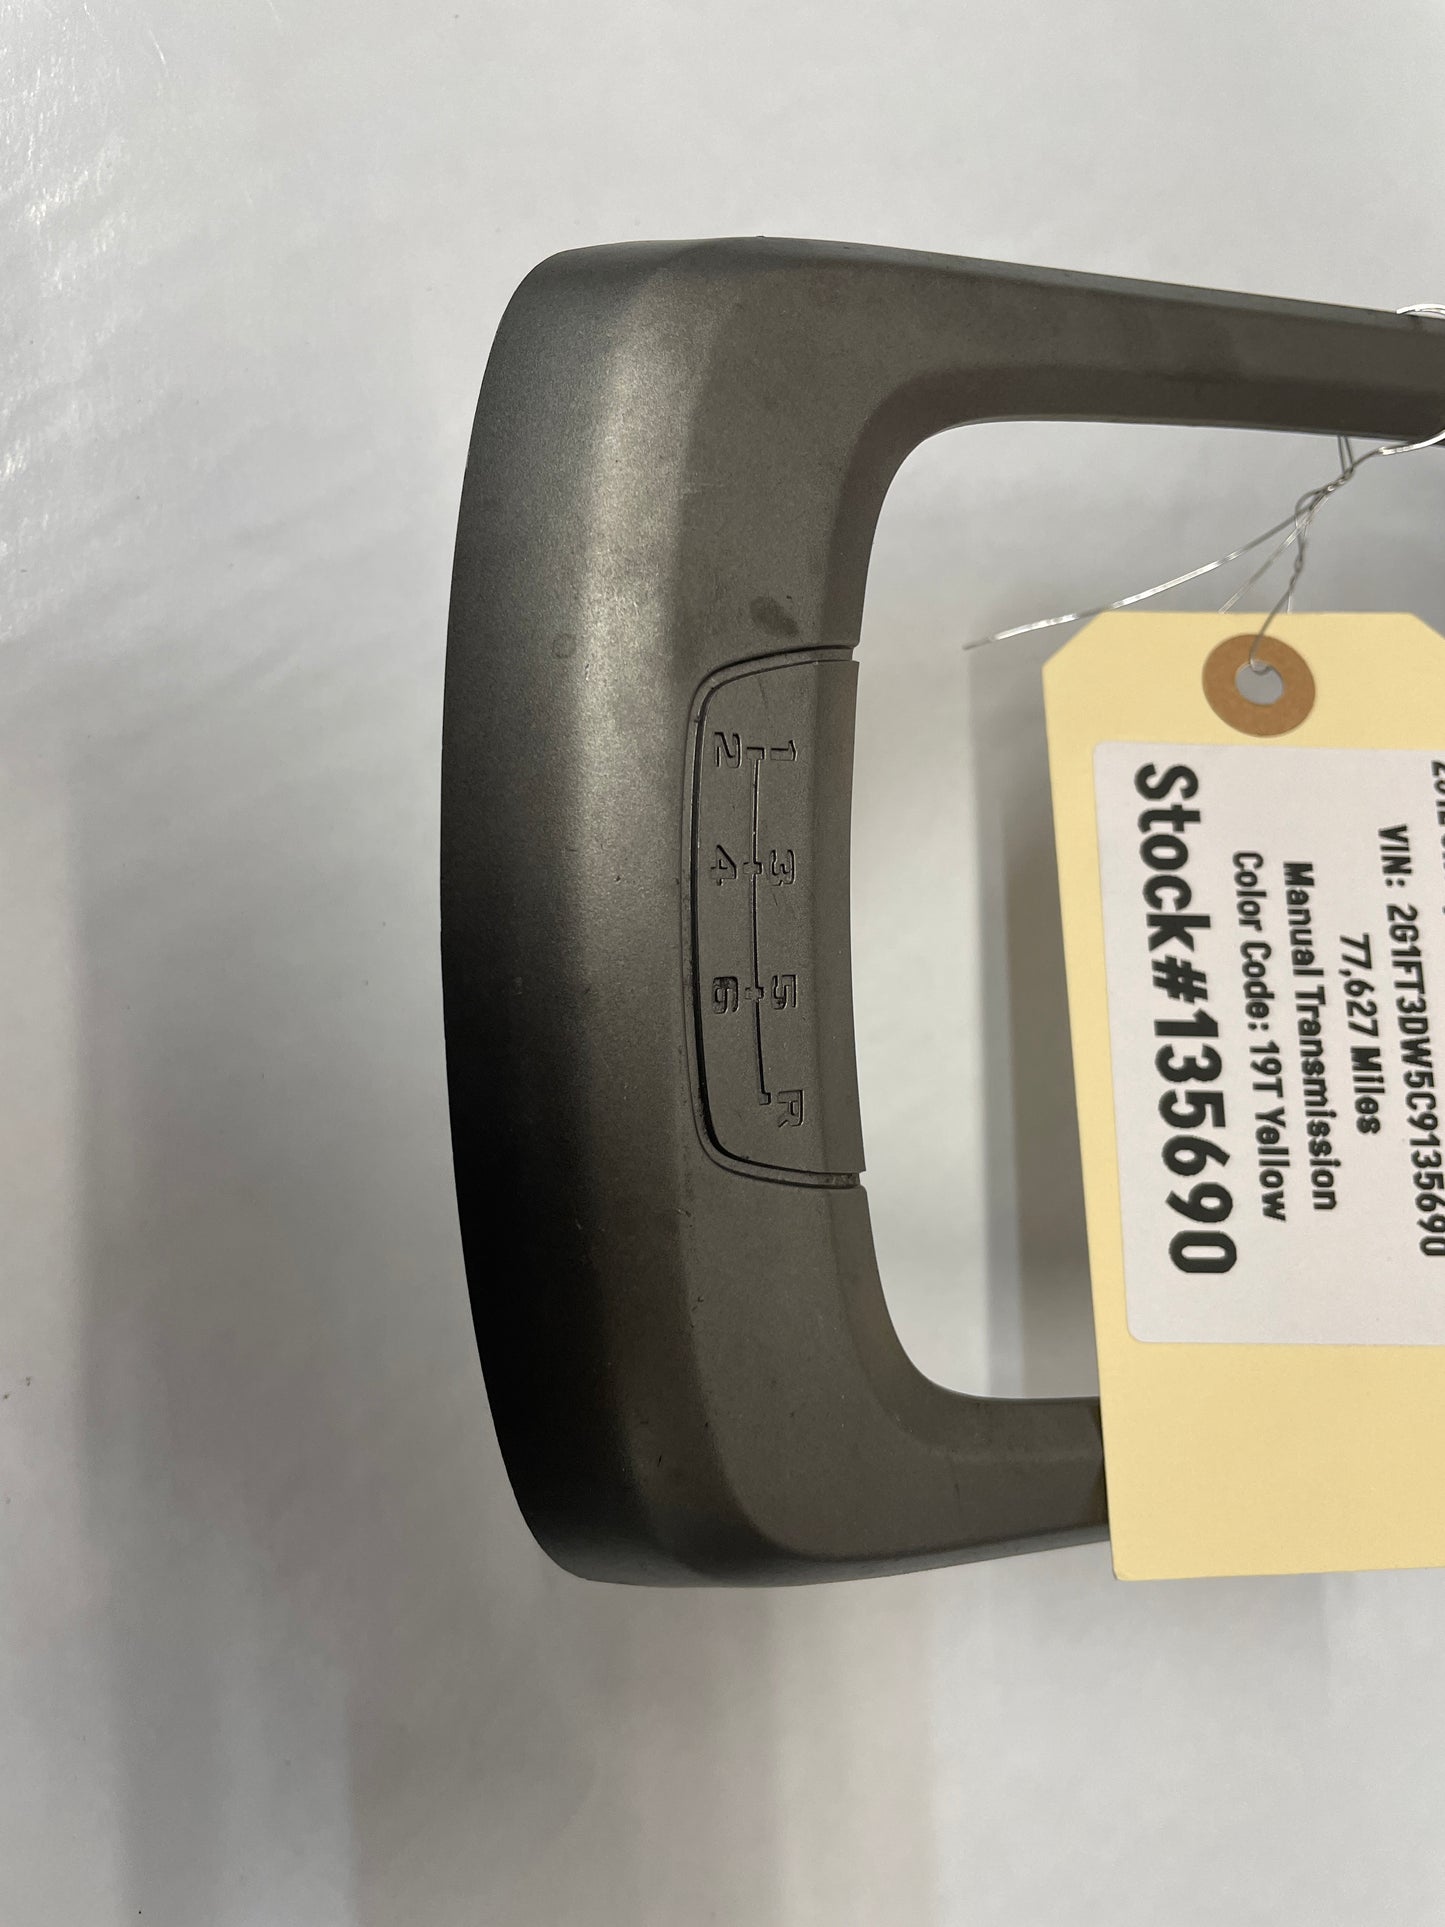 1 3 5 R
2 4 6
VIN: 2G1FT3DW5C9135690
77,627 Miles
Manual Transmission
Color Code: 19T Yellow
Stock#135690